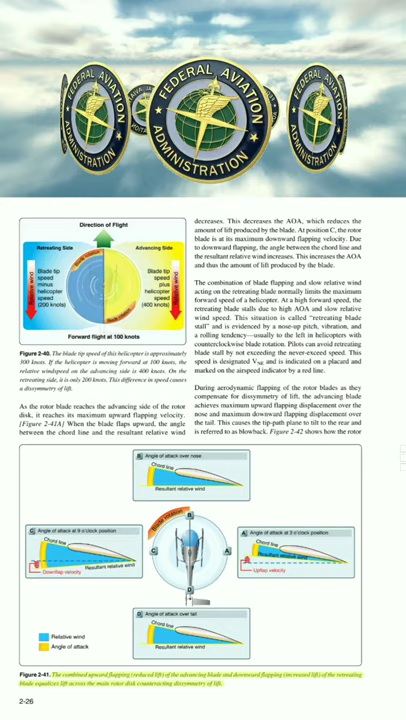 FEDERAL AVIATION
ADMINISTRATION
FEDERAL AVIATION
ADMINISTRATION
FEDERAL AVIATION
ADMINISTRATION
Direction of Flight
Retreating Side
Advancing Side
Blade rotation
Blade rotation
Relative wind
Relative wind
Blade tip
speed
minus
helicopter
speed
(200 knots)
Blade tip
speed
plus
helicopter
speed
(400 knots)
Forward flight at 100 knots
Figure 2-40. The blade tip speed of this helicopter is approximately
300 knots. If the helicopter is moving forward at 100 knots, the
relative windspeed on the advancing side is 400 knots. On the
retreating side, it is only 200 knots. This difference in speed causes
a dissymmetry of lift.
As the rotor blade reaches the advancing side of the rotor
disk, it reaches its maximum upward flapping velocity.
[Figure 2-41A] When the blade flaps upward, the angle
between the chord line and the resultant relative wind
decreases. This decreases the AOA, which reduces the
amount of lift produced by the blade. At position C, the rotor
blade is at its maximum downward flapping velocity. Due
to downward flapping, the angle between the chord line and
the resultant relative wind increases. This increases the AOA
and thus the amount of lift produced by the blade.
The combination of blade flapping and slow relative wind
acting on the retreating blade normally limits the maximum
forward speed of a helicopter. At a high forward speed, the
retreating blade stalls due to high AOA and slow relative
wind speed. This situation is called “retreating blade
stall” and is evidenced by a nose-up pitch, vibration, and
a rolling tendency—usually to the left in helicopters with
counterclockwise blade rotation. Pilots can avoid retreating
blade stall by not exceeding the never-exceed speed. This
speed is designated VNE and is indicated on a placard and
marked on the airspeed indicator by a red line.
During aerodynamic flapping of the rotor blades as they
compensate for dissymmetry of lift, the advancing blade
achieves maximum upward flapping displacement over the
nose and maximum downward flapping displacement over
the tail. This causes the tip-path plane to tilt to the rear and
is referred to as blowback. Figure 2-42 shows how the rotor
B Angle of attack over nose
Chord line
Resultant relative wind
C Angle of attack at 9 o'clock position
Chord line
Resultant relative wind
Downflap velocity
Blade rotation
B
C
A
D
A Angle of attack at 3 o'clock position
Chord line
Resultant relative wind
Upflap velocity
D Angle of attack over tail
Chord line
Resultant relative wind
Relative wind
Angle of attack
Figure 2-41. The combined upward flapping (reduced lift) of the advancing blade and downward flapping (increased lift) of the retreating
blade equalizes lift across the main rotor disk counteracting dissymmetry of lift.
2-26